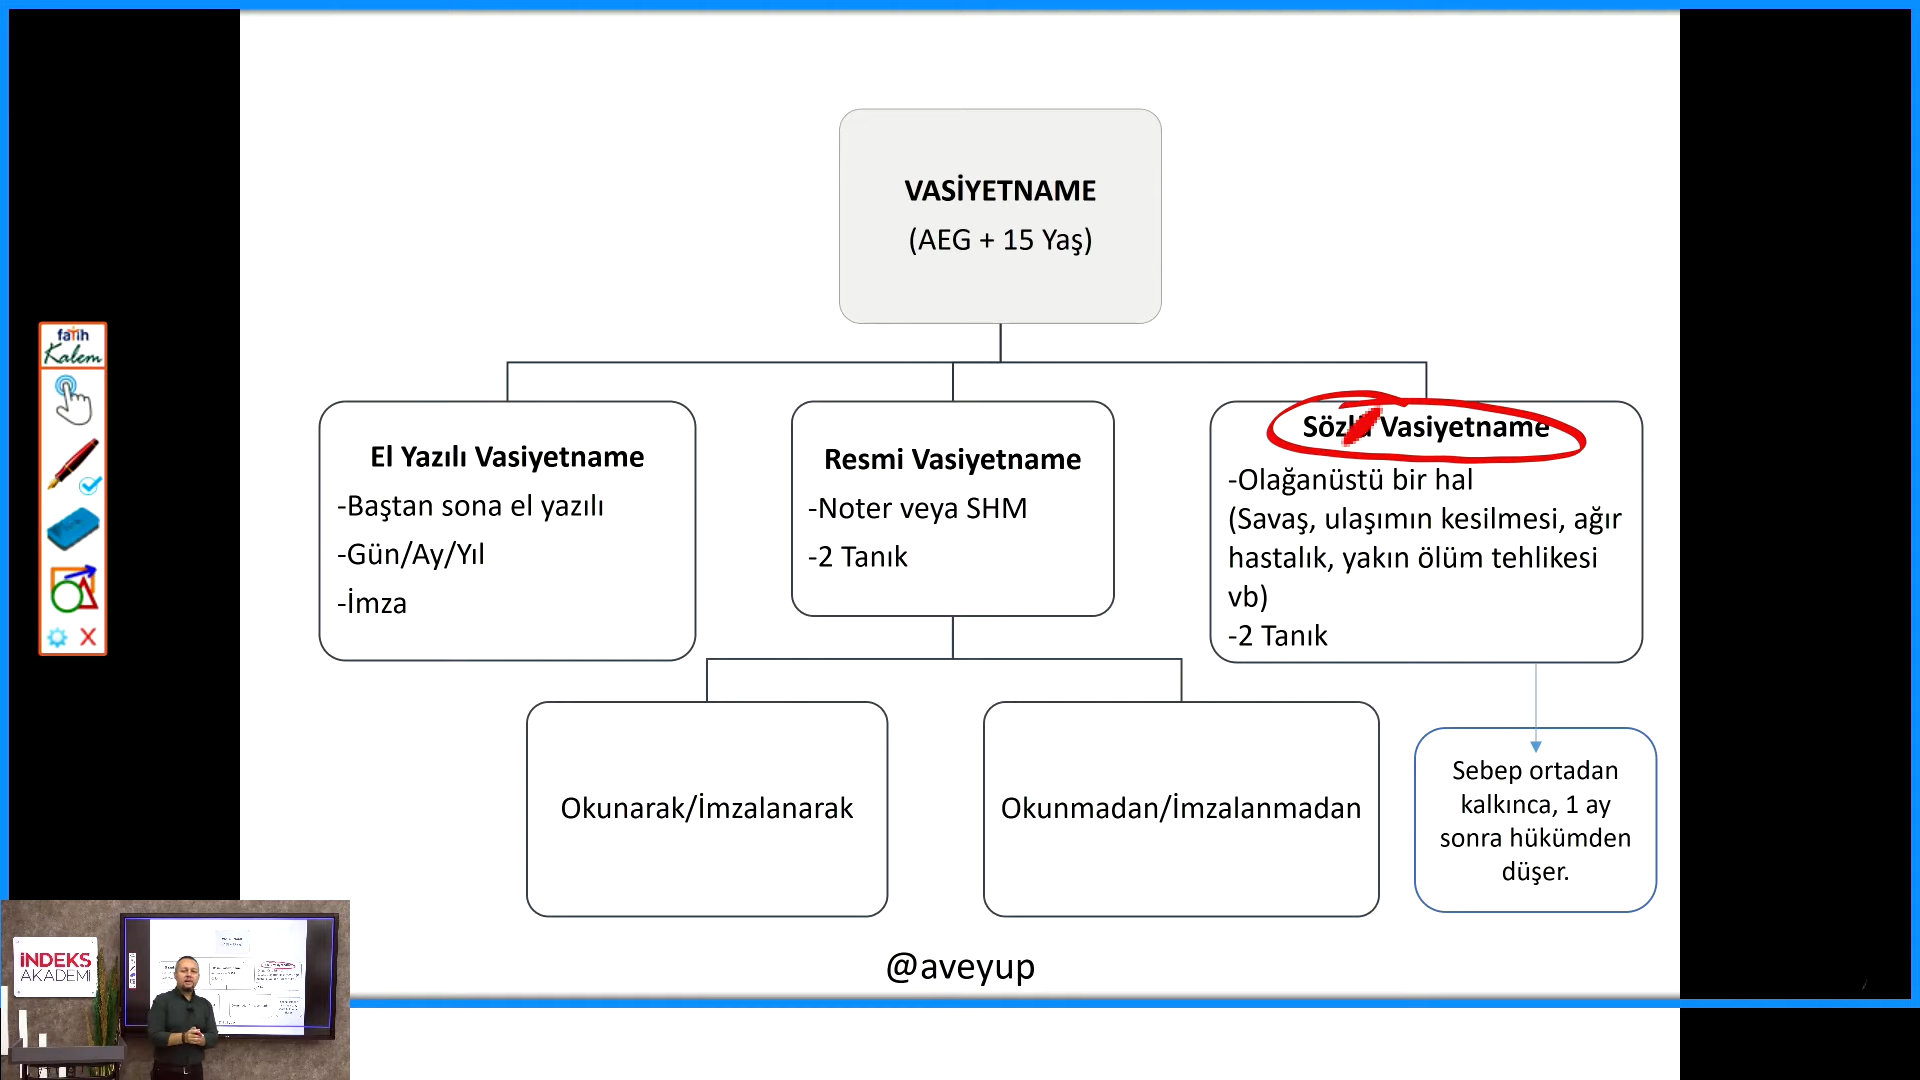 VASİYETNAME
(AEG + 15 Yaş)
fatih
Kalem
El Yazılı Vasiyetname
-Baştan sona el yazılı
-Gün/Ay/Yıl
-İmza
Resmi Vasiyetname
-Noter veya SHM
-2 Tanık
Sözlü Vasiyetname
-Olağanüstü bir hal
(Savaş, ulaşımın kesilmesi, ağır
hastalık, yakın ölüm tehlikesi
vb)
-2 Tanık
Okunarak/İmzalanarak
Okunmadan/İmzalanmadan
Sebep ortadan
kalkınca, 1 ay
sonra hükümden
düşer.
@aveyup
İNDEKS
AKADEMİ